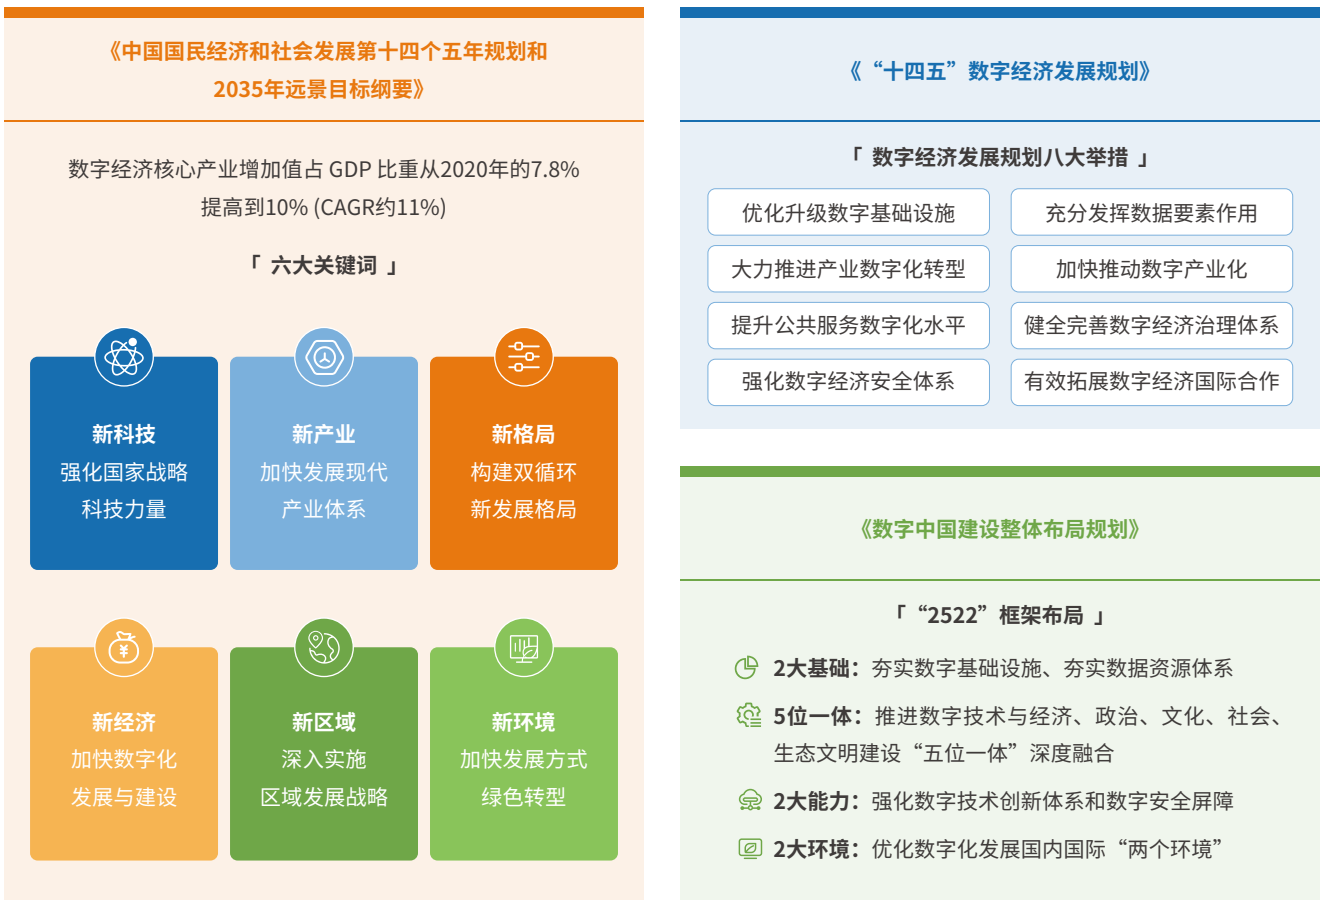 《中国国民经济和社会发展第十四个五年规划和
2035年远景目标纲要》
数字经济核心产业增加值占 GDP 比重从2020年的7.8%
提高到10% (CAGR约11%)
「 六大关键词 」
新科技
强化国家战略
科技力量
新产业
加快发展现代
产业体系
新格局
构建双循环
新发展格局
新经济
加快数字化
发展与建设
新区域
深入实施
区域发展战略
新环境
加快发展方式
绿色转型
《“十四五”数字经济发展规划》
「 数字经济发展规划八大举措 」
优化升级数字基础设施
充分发挥数据要素作用
大力推进产业数字化转型
加快推动数字产业化
提升公共服务数字化水平
健全完善数字经济治理体系
强化数字经济安全体系
有效拓展数字经济国际合作
《数字中国建设整体布局规划》
「 “2522”框架布局 」
2大基础：夯实数字基础设施、夯实数据资源体系
5位一体：推进数字技术与经济、政治、文化、社会、
生态文明建设“五位一体”深度融合
2大能力：强化数字技术创新体系和数字安全屏障
2大环境：优化数字化发展国内国际“两个环境”